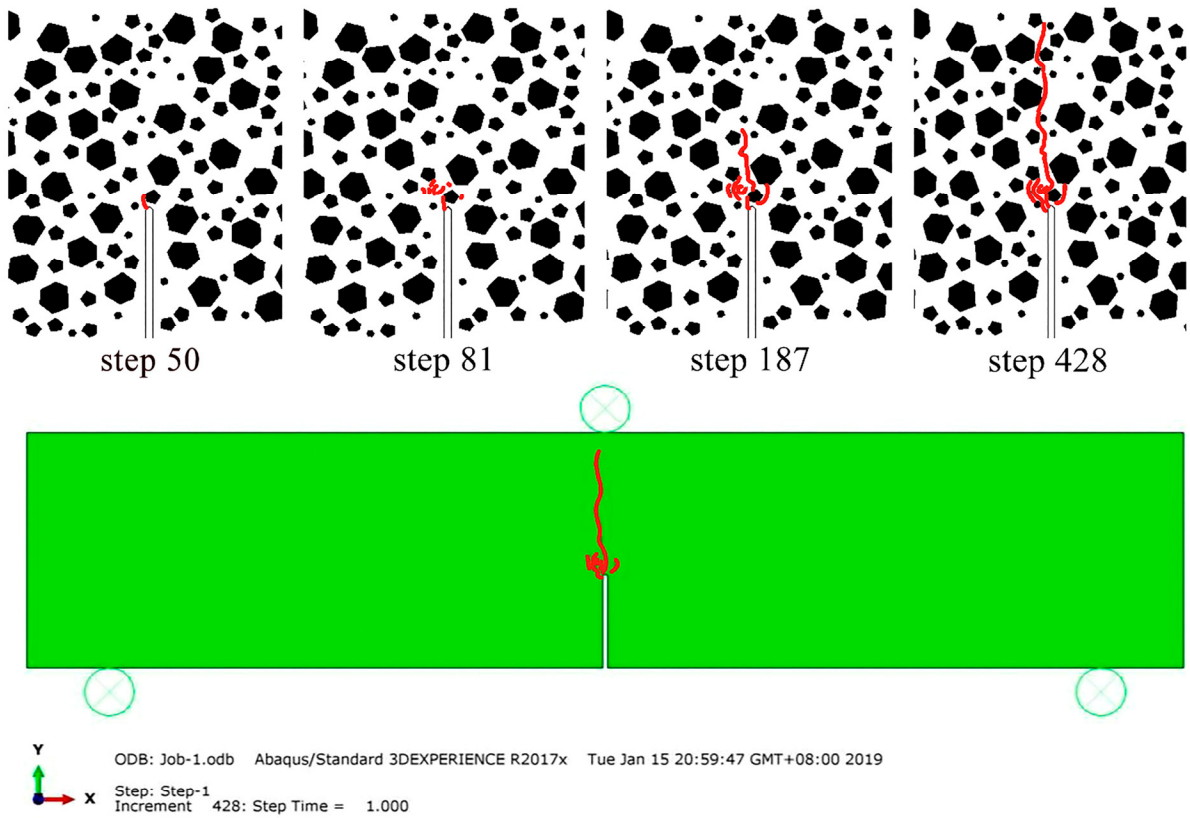 step 50
step 81
step 187
step 428
Y
X
ODB: Job-1.odb    Abaqus/Standard 3DEXPERIENCE R2017x    Tue Jan 15 20:59:47 GMT+08:00 2019
Step: Step-1
Increment    428: Step Time =    1.000